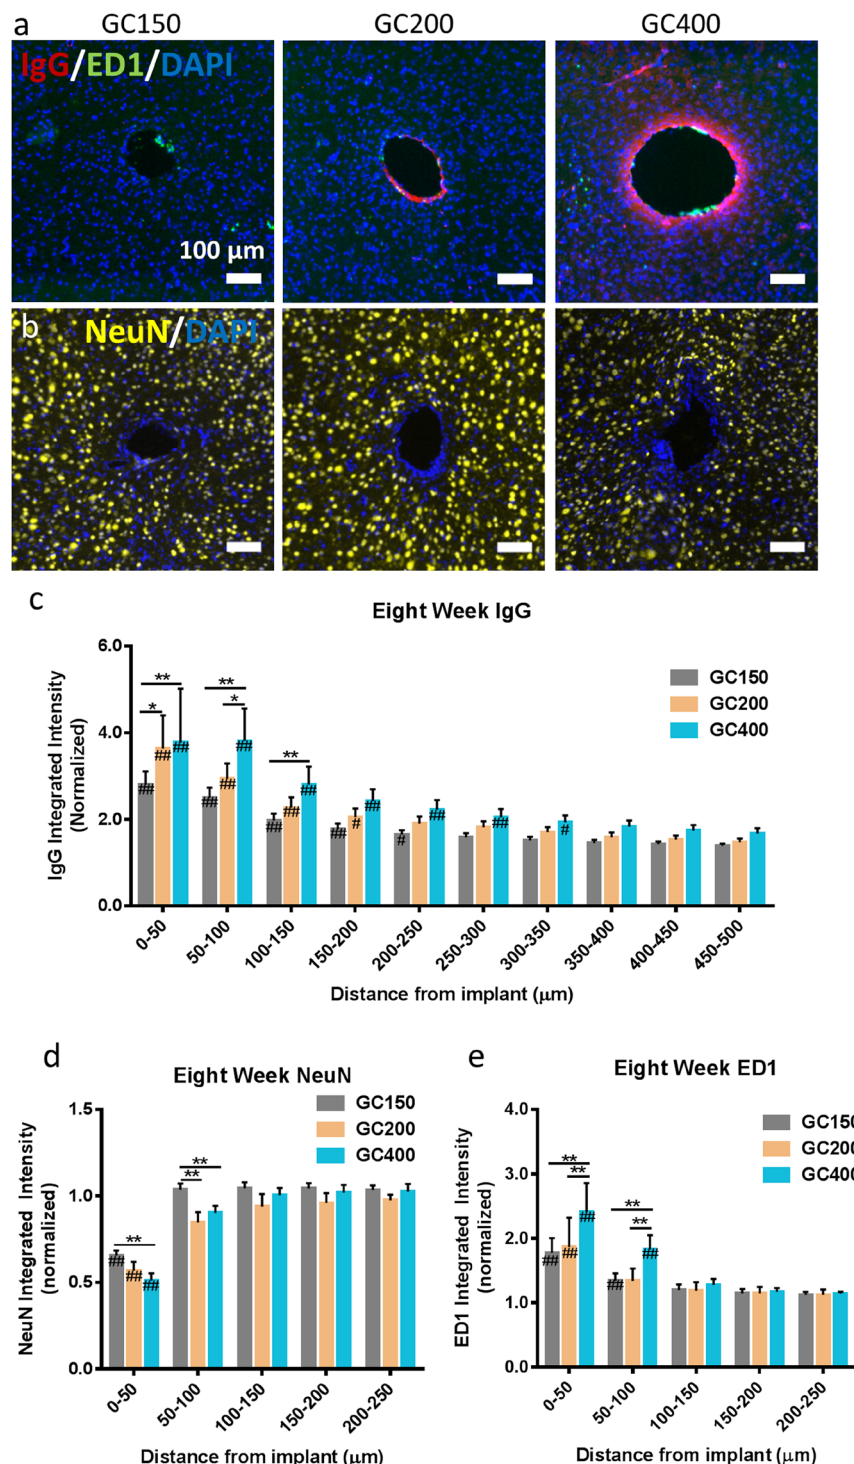 a
GC150 GC200 GC400
IgG/ED1/DAPI
100 µm
b
NeuN/DAPI
c
Eight Week IgG
6.0
4.0
2.0
0.0
IgG Integrated Intensity
(Normalized)
GC150
GC200
GC400
** ** * * **
## ## ## ## ## ## ## ## ## ## # ## # ## ## #
0-50 50-100 100-150 150-200 200-250 250-300 300-350 350-400 400-450 450-500
Distance from implant (µm)
d
Eight Week NeuN
1.5
1.0
0.5
0.0
NeuN Integrated Intensity
(normalized)
GC150
GC200
GC400
** ** **
## ## ##
0-50 50-100 100-150 150-200 200-250
Distance from implant (µm)
e
Eight Week ED1
4.0
3.0
2.0
1.0
0.0
ED1 Integrated Intensity
(normalized)
GC150
GC200
GC400
** ** ** **
## ## ## ## ##
0-50 50-100 100-150 150-200 200-250
Distance from implant (µm)